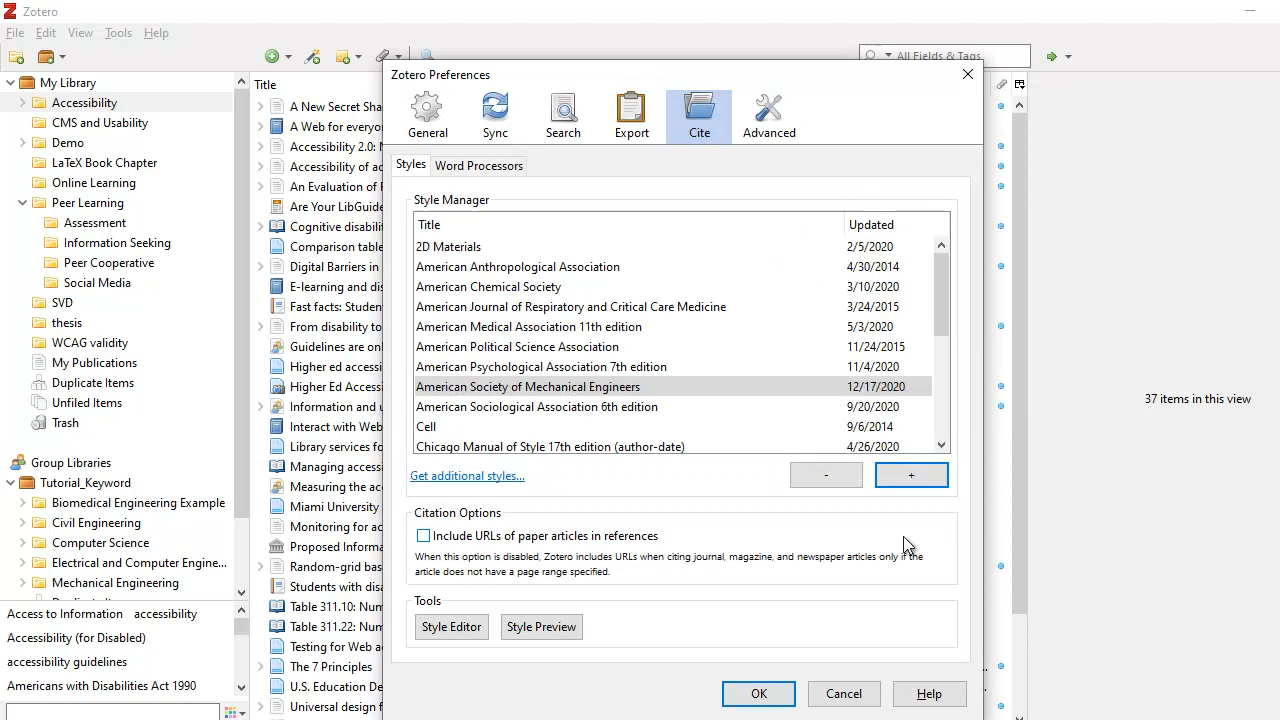 Zotero
File Edit View Tools Help
All Fields & Tags
My Library
Accessibility
CMS and Usability
Demo
LaTeX Book Chapter
Online Learning
Peer Learning
Assessment
Information Seeking
Peer Cooperative
Social Media
SVD
thesis
WCAG validity
My Publications
Duplicate Items
Unfiled Items
Trash
Group Libraries
Tutorial_Keyword
Biomedical Engineering Example
Civil Engineering
Computer Science
Electrical and Computer Engine...
Mechanical Engineering
Access to Information accessibility
Accessibility (for Disabled)
accessibility guidelines
Americans with Disabilities Act 1990
Title
A New Secret Sha
A Web for everyo
Accessibility 2.0:
Accessibility of ac
An Evaluation of
Are Your LibGuide
Cognitive disabili
Comparison table
Digital Barriers in
E-learning and dis
Fast facts: Studen
From disability to
Guidelines are onl
Higher ed accessi
Higher Ed Accessi
Information and u
Interact with Web
Library services fo
Managing accessi
Measuring the ac
Miami University
Monitoring for ac
Proposed Informa
Random-grid bas
Students with disa
Table 311.10: Num
Table 311.22: Num
Testing for Web a
The 7 Principles
U.S. Education De
Universal design f
Zotero Preferences
General Sync Search Export Cite Advanced
Styles Word Processors
Style Manager
Title Updated
2D Materials 2/5/2020
American Anthropological Association 4/30/2014
American Chemical Society 3/10/2020
American Journal of Respiratory and Critical Care Medicine 3/24/2015
American Medical Association 11th edition 5/3/2020
American Political Science Association 11/24/2015
American Psychological Association 7th edition 11/4/2020
American Society of Mechanical Engineers 12/17/2020
American Sociological Association 6th edition 9/20/2020
Cell 9/6/2014
Chicago Manual of Style 17th edition (author-date) 4/26/2020
Get additional styles... - +
Citation Options
Include URLs of paper articles in references
When this option is disabled, Zotero includes URLs when citing journal, magazine, and newspaper articles only if the
article does not have a page range specified.
Tools
Style Editor Style Preview
OK Cancel Help
37 items in this view